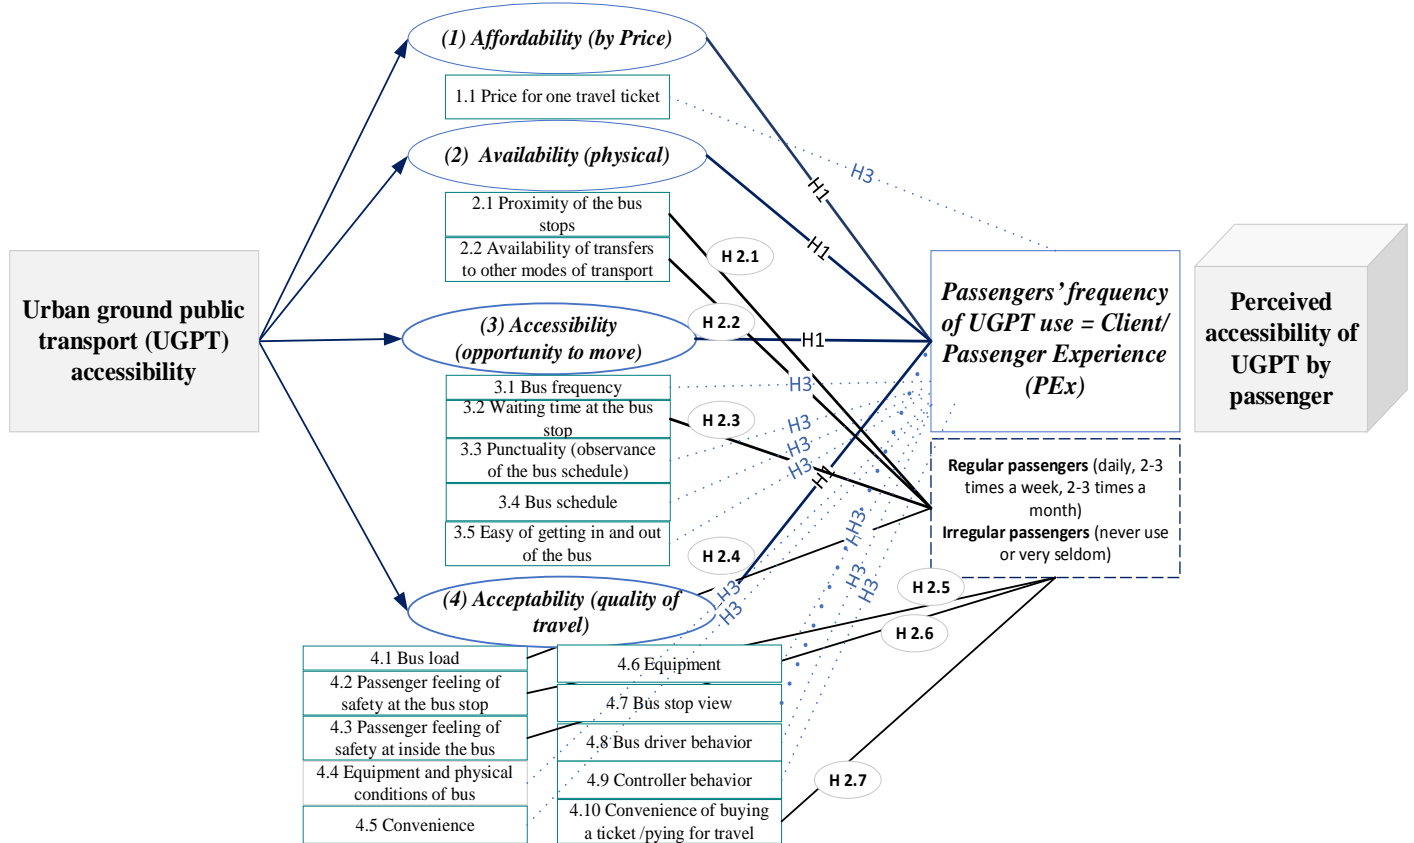 Urban ground public
transport (UGPT)
accessibility
(1) Affordability (by Price)
1.1 Price for one travel ticket
(2) Availability (physical)
2.1 Proximity of the bus
stops
2.2 Availability of transfers
to other modes of transport
(3) Accessibility
(opportunity to move)
3.1 Bus frequency
3.2 Waiting time at the bus
stop
3.3 Punctuality (observance
of the bus schedule)
3.4 Bus schedule
3.5 Easy of getting in and out
of the bus
(4) Acceptability (quality of
travel)
4.1 Bus load
4.2 Passenger feeling of
safety at the bus stop
4.3 Passenger feeling of
safety at inside the bus
4.4 Equipment and physical
conditions of bus
4.5 Convenience
4.6 Equipment
4.7 Bus stop view
4.8 Bus driver behavior
4.9 Controller behavior
4.10 Convenience of buying
a ticket /pying for travel
H1
H3
H1
H 2.1
H 2.2
H1
H3
H 2.3
H3
H3
H3
H1
H3
H3
H 2.4
H3
H3
H3
H3
H 2.5
H 2.6
H 2.7
Passengers’ frequency
of UGPT use = Client/
Passenger Experience
(PEx)
Regular passengers (daily, 2-3
times a week, 2-3 times a
month)
Irregular passengers (never use
or very seldom)
Perceived
accessibility of
UGPT by
passenger